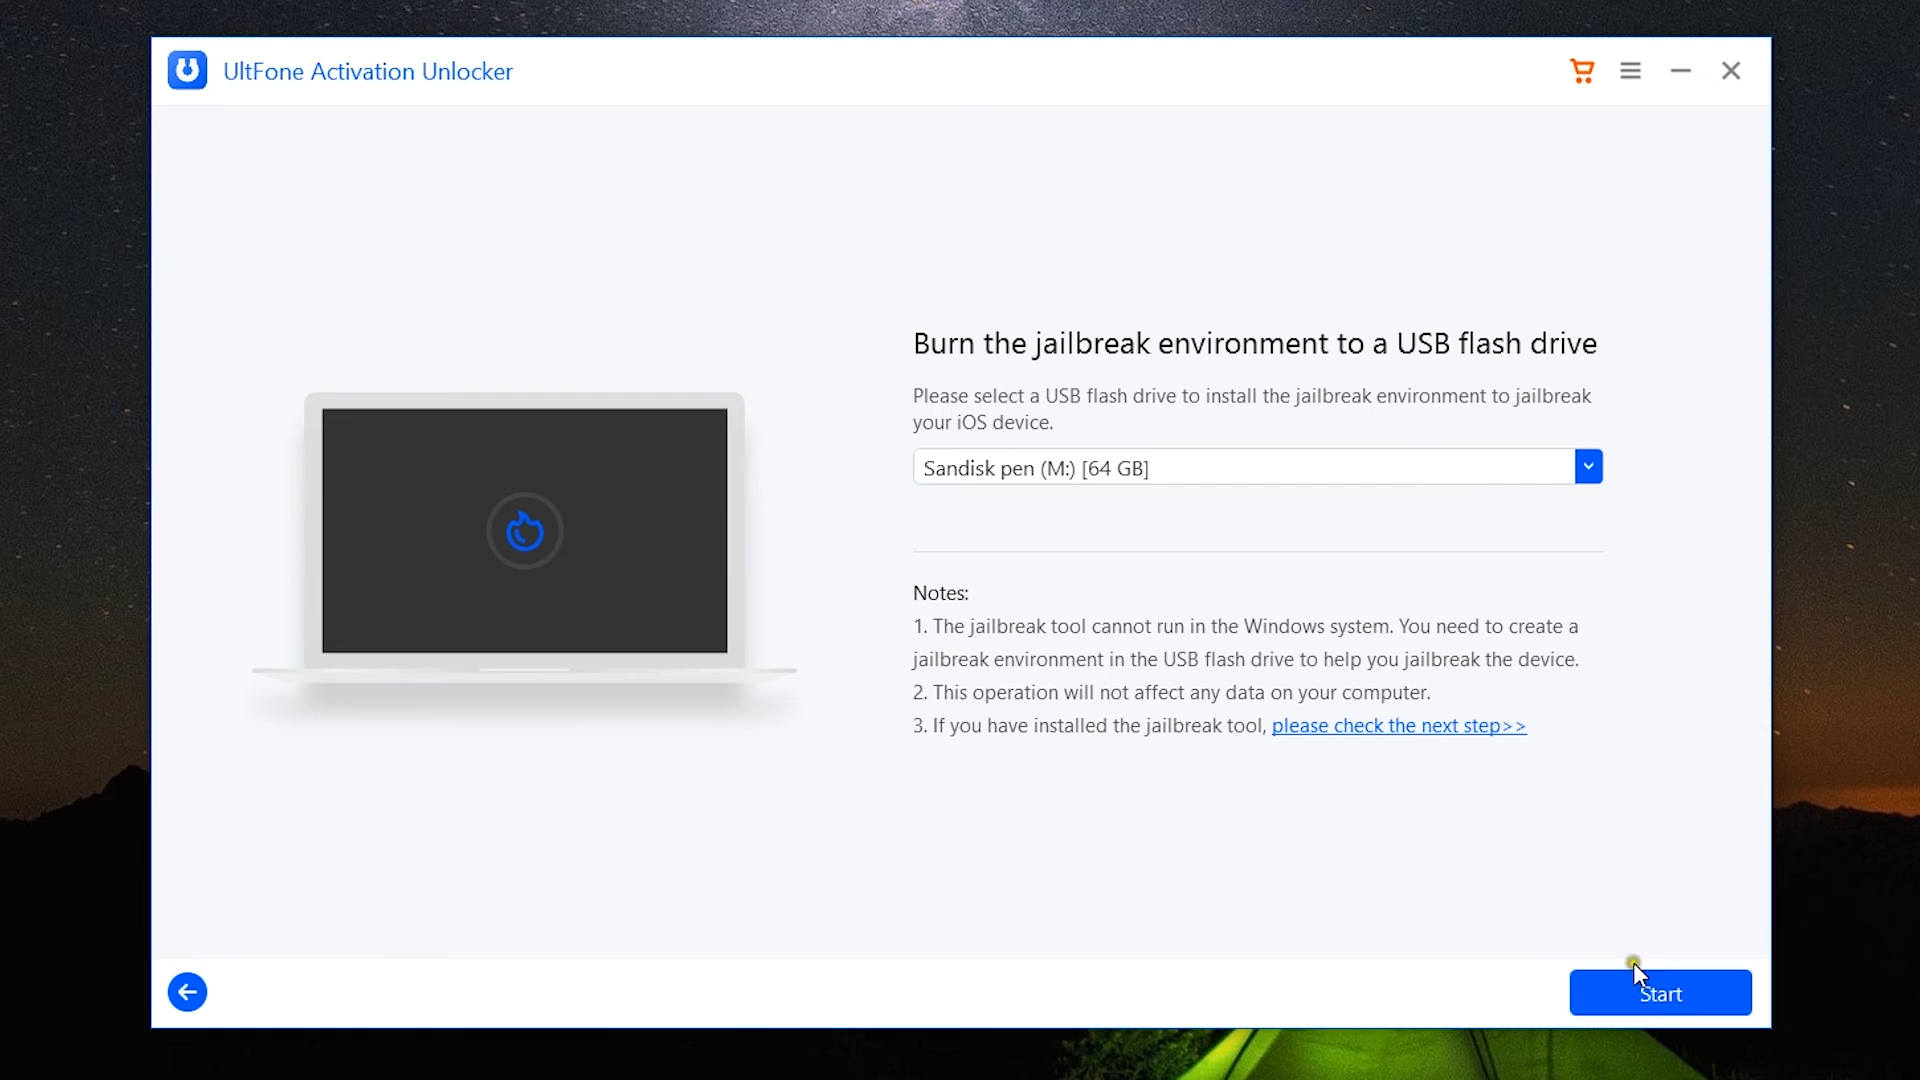 UltFone Activation Unlocker
Burn the jailbreak environment to a USB flash drive
Please select a USB flash drive to install the jailbreak environment to jailbreak
your iOS device.
Sandisk pen (M:) [64 GB]
Notes:
1. The jailbreak tool cannot run in the Windows system. You need to create a
jailbreak environment in the USB flash drive to help you jailbreak the device.
2. This operation will not affect any data on your computer.
3. If you have installed the jailbreak tool, please check the next step>>
Start